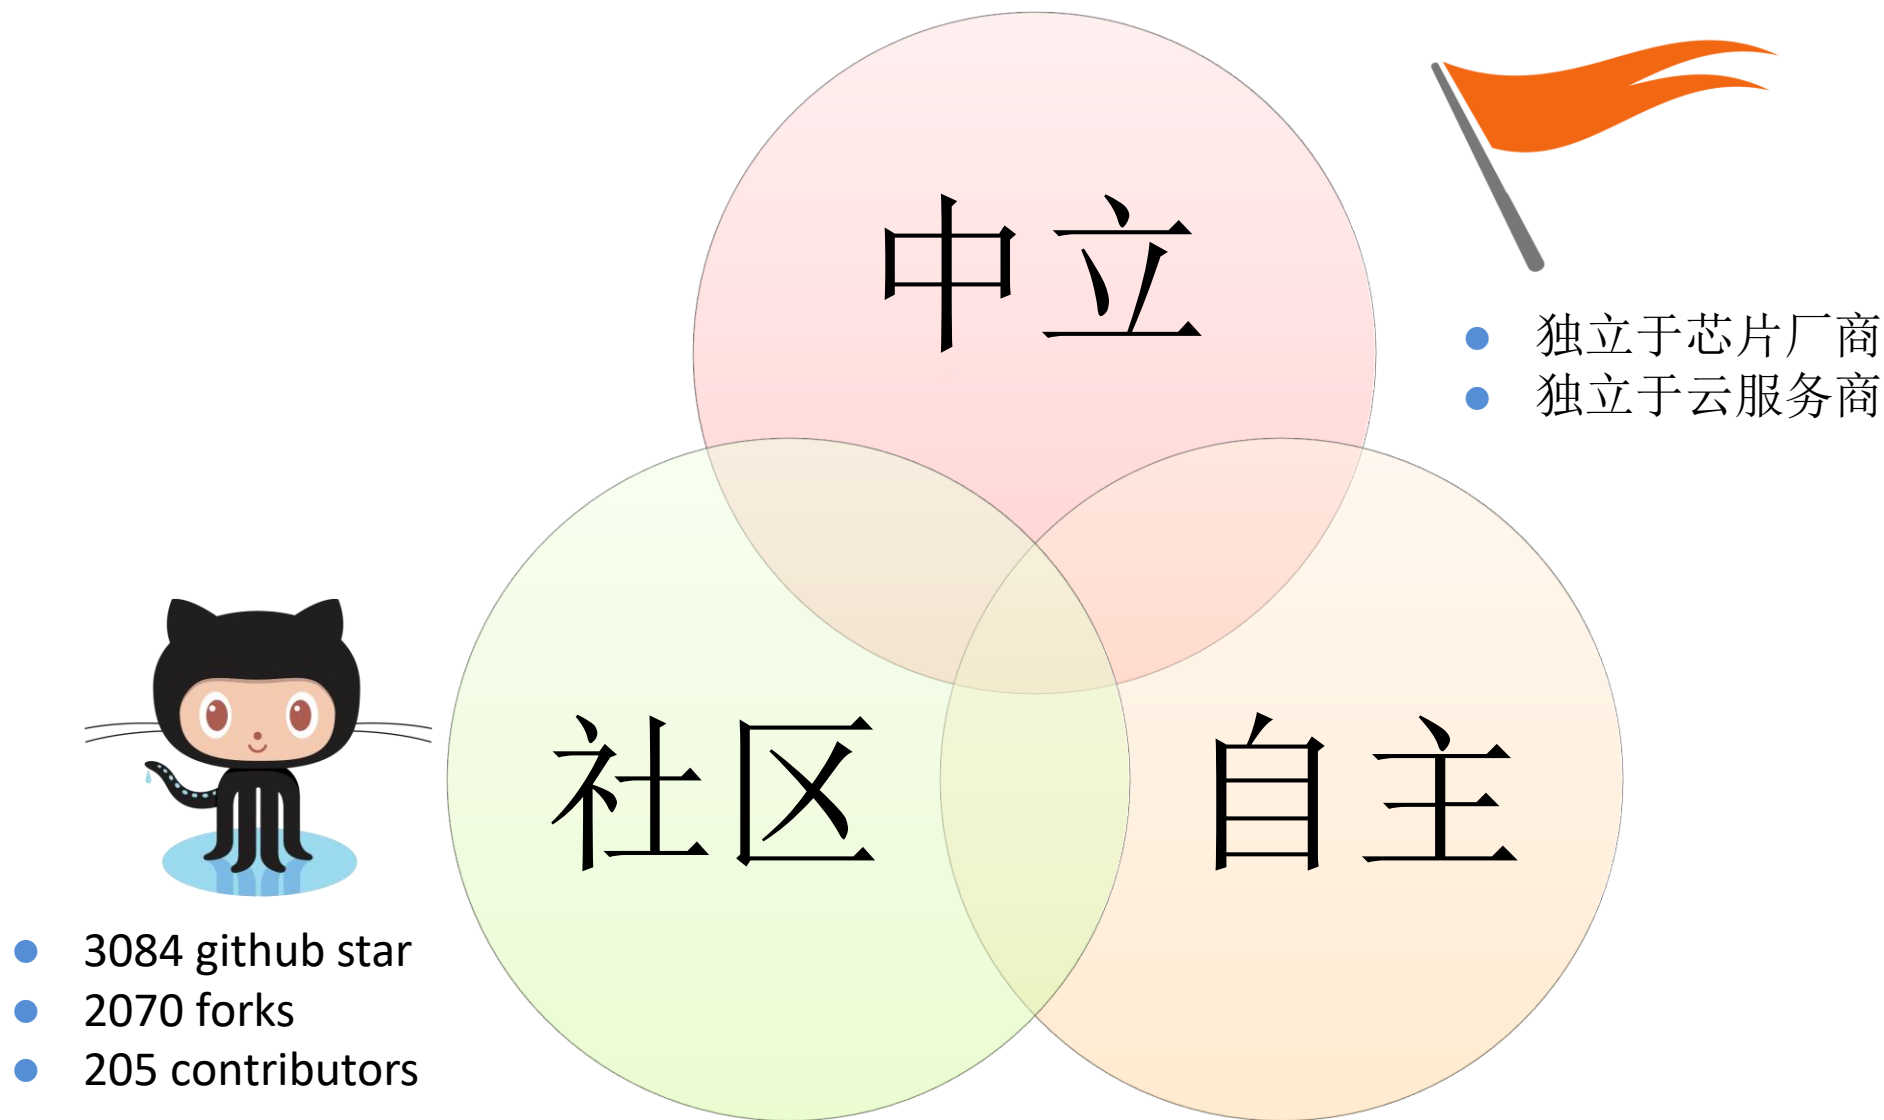 中立
独立于芯片厂商
独立于云服务商
社区
自主
3084 github star
2070 forks
205 contributors